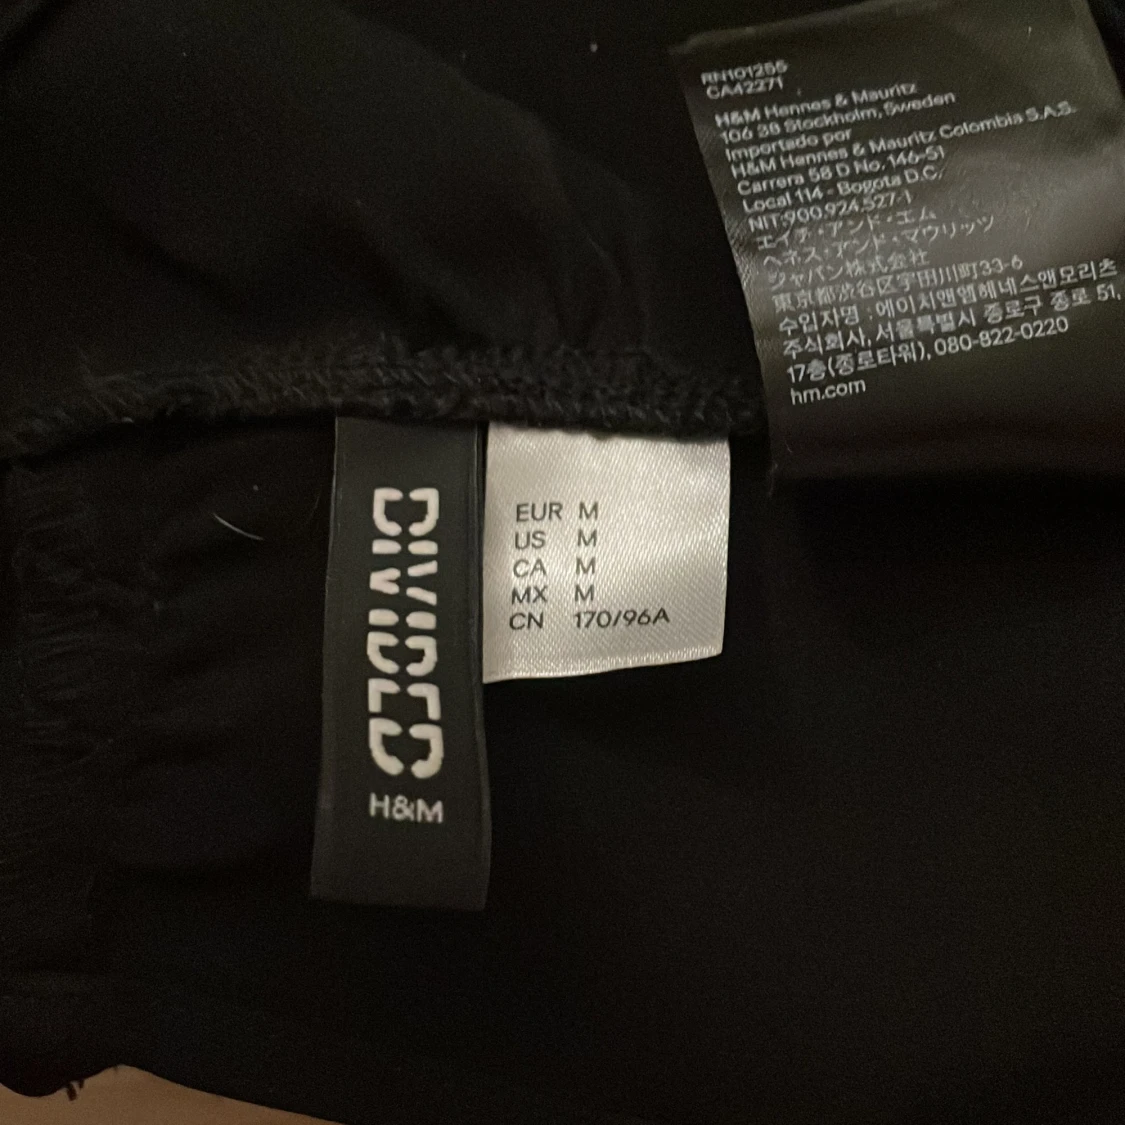 RN101255
CA42271
H&M Hennes & Mauritz
106 38 Stockholm, Sweden
Importado por
H&M Hennes & Mauritz Colombia S.A.S.
Carrera 58 D No. 146-51
Local 114 - Bogota D.C.
NIT:900.924.527-1
エイチ・アンド・エム
ヘネス・アンド・マウリッツ
ジャパン株式会社
東京都渋谷区宇田川町33-6
수입자명 : 에이치앤엠헤네스앤모리츠
주식회사, 서울특별시 종로구 종로 51,
17층(종로타워), 080-822-0220
hm.com
DIVIDED
H&M
EUR M
US M
CA M
MX M
CN 170/96A